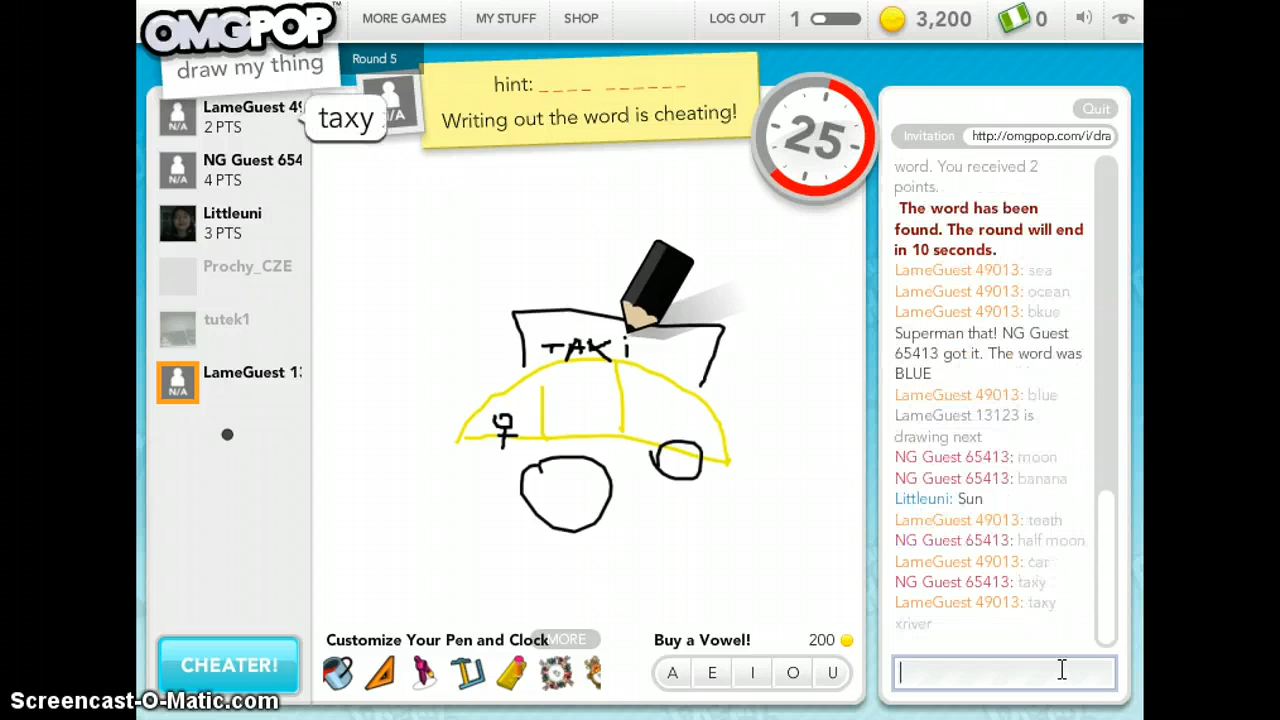 OMGPOP™
MORE GAMES
MY STUFF
SHOP
LOG OUT
1
3,200
0
draw my thing
Round 5
N/A
hint: _ _ _ _  _ _ _ _ _ _
Writing out the word is cheating!
25
LameGuest 49
2 PTS
N/A
taxy
NG Guest 654
4 PTS
N/A
Littleuni
3 PTS
Prochy_CZE
tutek1
LameGuest 13
N/A
TAKi
Quit
Invitation
http://omgpop.com/i/dra
word. You received 2
points.
The word has been
found. The round will end
in 10 seconds.
LameGuest 49013: sea
LameGuest 49013: ocean
LameGuest 49013: bkue
Superman that! NG Guest
65413 got it. The word was
BLUE
LameGuest 49013: blue
LameGuest 13123 is
drawing next
NG Guest 65413: moon
NG Guest 65413: banana
Littleuni: Sun
LameGuest 49013: teeth
NG Guest 65413: half moon
LameGuest 49013: car
NG Guest 65413: taxy
LameGuest 49013: taxy
xriver
CHEATER!
Customize Your Pen and Clock
MORE
Buy a Vowel!
200
A E I O U
Screencast-O-Matic.com